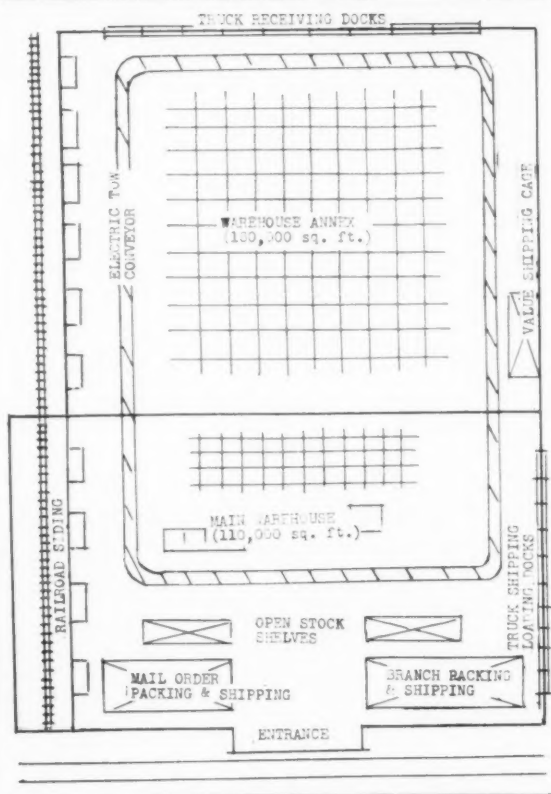 TRUCK RECEIVING DOCKS
ELECTRIC TOW
CONVEYOR
WAREHOUSE ANNEX
(180,000 sq. ft.)
VALUE SHIPPING CAGE
RAILROAD SIDING
MAIN WAREHOUSE
(110,000 sq. ft.)
TRUCK SHIPPING
LOADING DOCKS
OPEN STOCK
SHELVES
MAIL ORDER
PACKING & SHIPPING
BRANCH PACKING
& SHIPPING
ENTRANCE